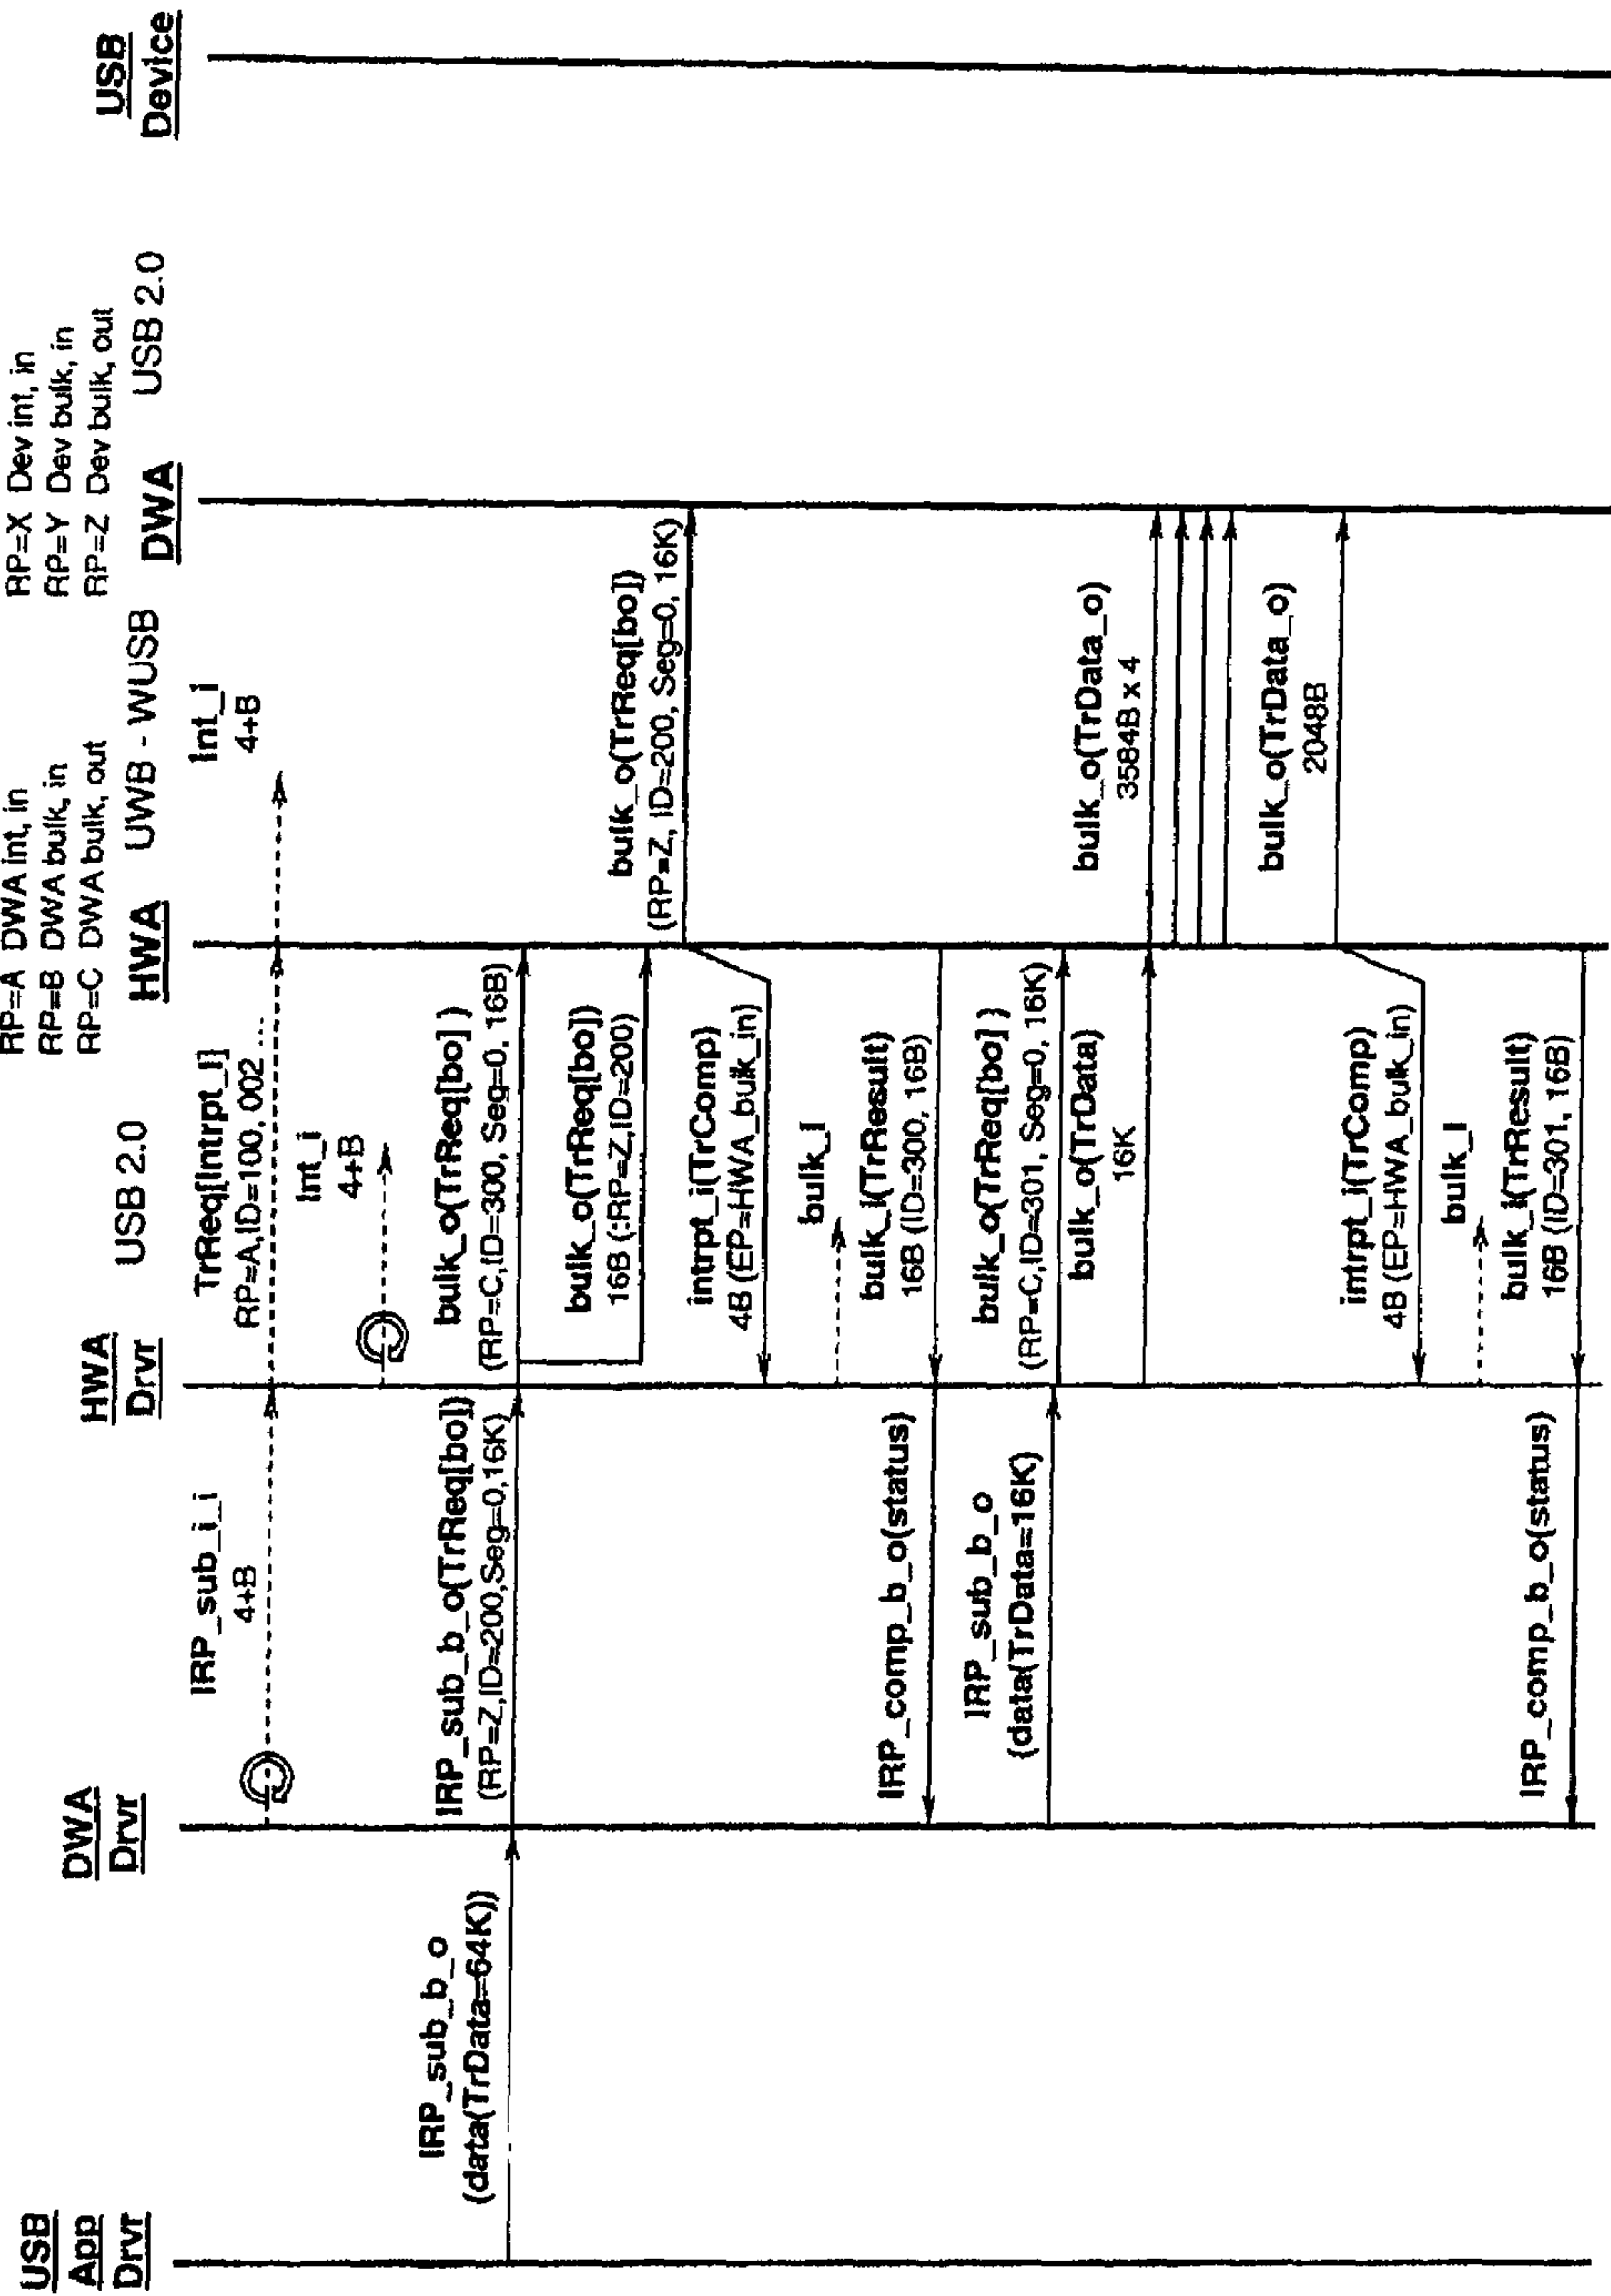 RP=A DWA int, in
RP=B DWA bulk, in
RP=C DWA bulk, out
RP=X Dev int, in
RP=Y Dev bulk, in
RP=Z Dev bulk, out
USB
App
Drvr
DWA
Drvr
HWA
Drvr
USB 2.0
HWA
UWB - WUSB
DWA
USB 2.0
USB
Device
IRP_sub_i_i
4+B
TrReq[intrpt_i]
RP=A,ID=100, 002 ...
Int_i
4+B
Int_i
4+B
IRP_sub_b_o
(data(TrData=64K))
IRP_sub_b_o(TrReq[bo])
(RP=Z,ID=200,Seg=0,16K)
bulk_o(TrReq[bo] )
(RP=C,ID=300, Seg=0, 16B)
bulk_o(TrReq[bo])
16B (:RP=Z,ID=200)
bulk_o(TrReq[bo])
(RP=Z, ID=200, Seg=0, 16K)
intrpt_i(TrComp)
4B (EP=HWA_bulk_in)
bulk_I
bulk_i(TrResult)
16B (ID=300, 16B)
IRP_comp_b_o(status)
IRP_sub_b_o
(data(TrData=16K)
bulk_o(TrReq[bo] )
(RP=C,ID=301, Seg=0, 16K)
bulk_o(TrData)
16K
bulk_o(TrData_o)
3584B x 4
bulk_o(TrData_o)
2048B
intrpt_i(TrComp)
4B (EP=HWA_bulk_in)
bulk_I
bulk_i(TrResult)
16B (ID=301, 16B)
IRP_comp_b_o(status)